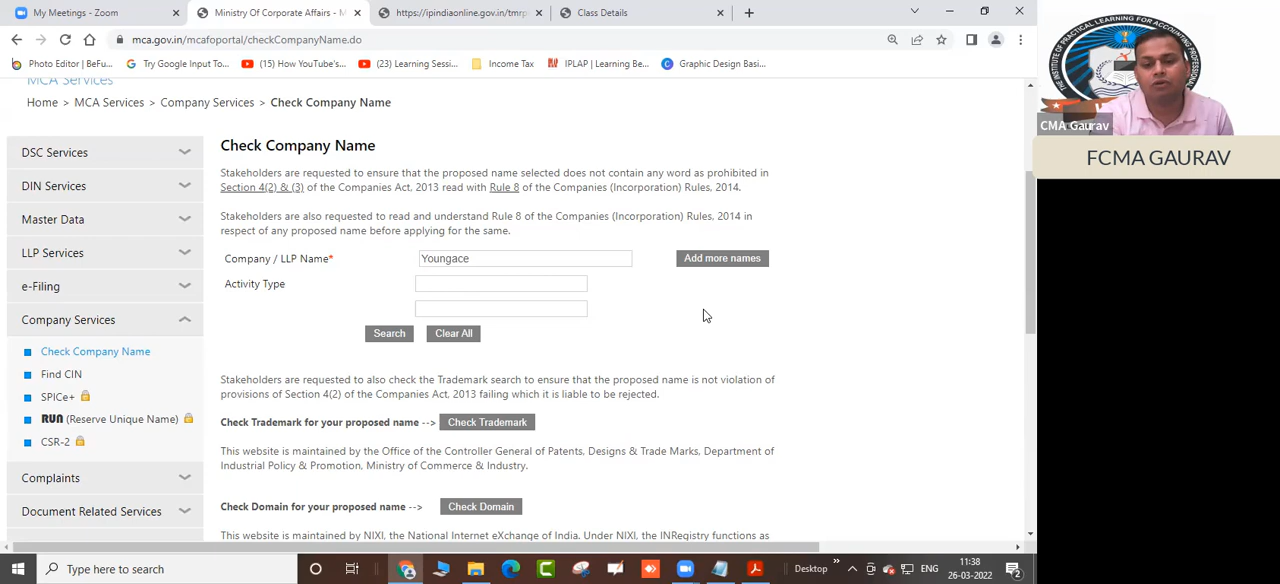 My Meetings - Zoom
Ministry Of Corporate Affairs - M
https://ipindiaonline.gov.in/tmrp
Class Details
mca.gov.in/mcafoportal/checkCompanyName.do
Photo Editor | BeFu...
Try Google Input To...
(15) How YouTube's...
(23) Learning Sessi...
Income Tax
IPLAP | Learning Be...
Graphic Design Basi...
MCA Services
Home > MCA Services > Company Services > Check Company Name
DSC Services
DIN Services
Master Data
LLP Services
e-Filing
Company Services
Check Company Name
Find CIN
SPICe+
RUN (Reserve Unique Name)
CSR-2
Complaints
Document Related Services
Check Company Name
Stakeholders are requested to ensure that the proposed name selected does not contain any word as prohibited in
Section 4(2) & (3) of the Companies Act, 2013 read with Rule 8 of the Companies (Incorporation) Rules, 2014.
Stakeholders are also requested to read and understand Rule 8 of the Companies (Incorporation) Rules, 2014 in
respect of any proposed name before applying for the same.
Company / LLP Name*
Youngace
Add more names
Activity Type
Search
Clear All
Stakeholders are requested to also check the Trademark search to ensure that the proposed name is not violation of
provisions of Section 4(2) of the Companies Act, 2013 failing which it is liable to be rejected.
Check Trademark for your proposed name --> Check Trademark
This website is maintained by the Office of the Controller General of Patents, Designs & Trade Marks, Department of
Industrial Policy & Promotion, Ministry of Commerce & Industry.
Check Domain for your proposed name --> Check Domain
This website is maintained by NIXI, the National Internet eXchange of India. Under NIXI, the INRegistry functions as
CMA Gaurav
FCMA GAURAV
Type here to search
Desktop
ENG
11:38
26-03-2022
2